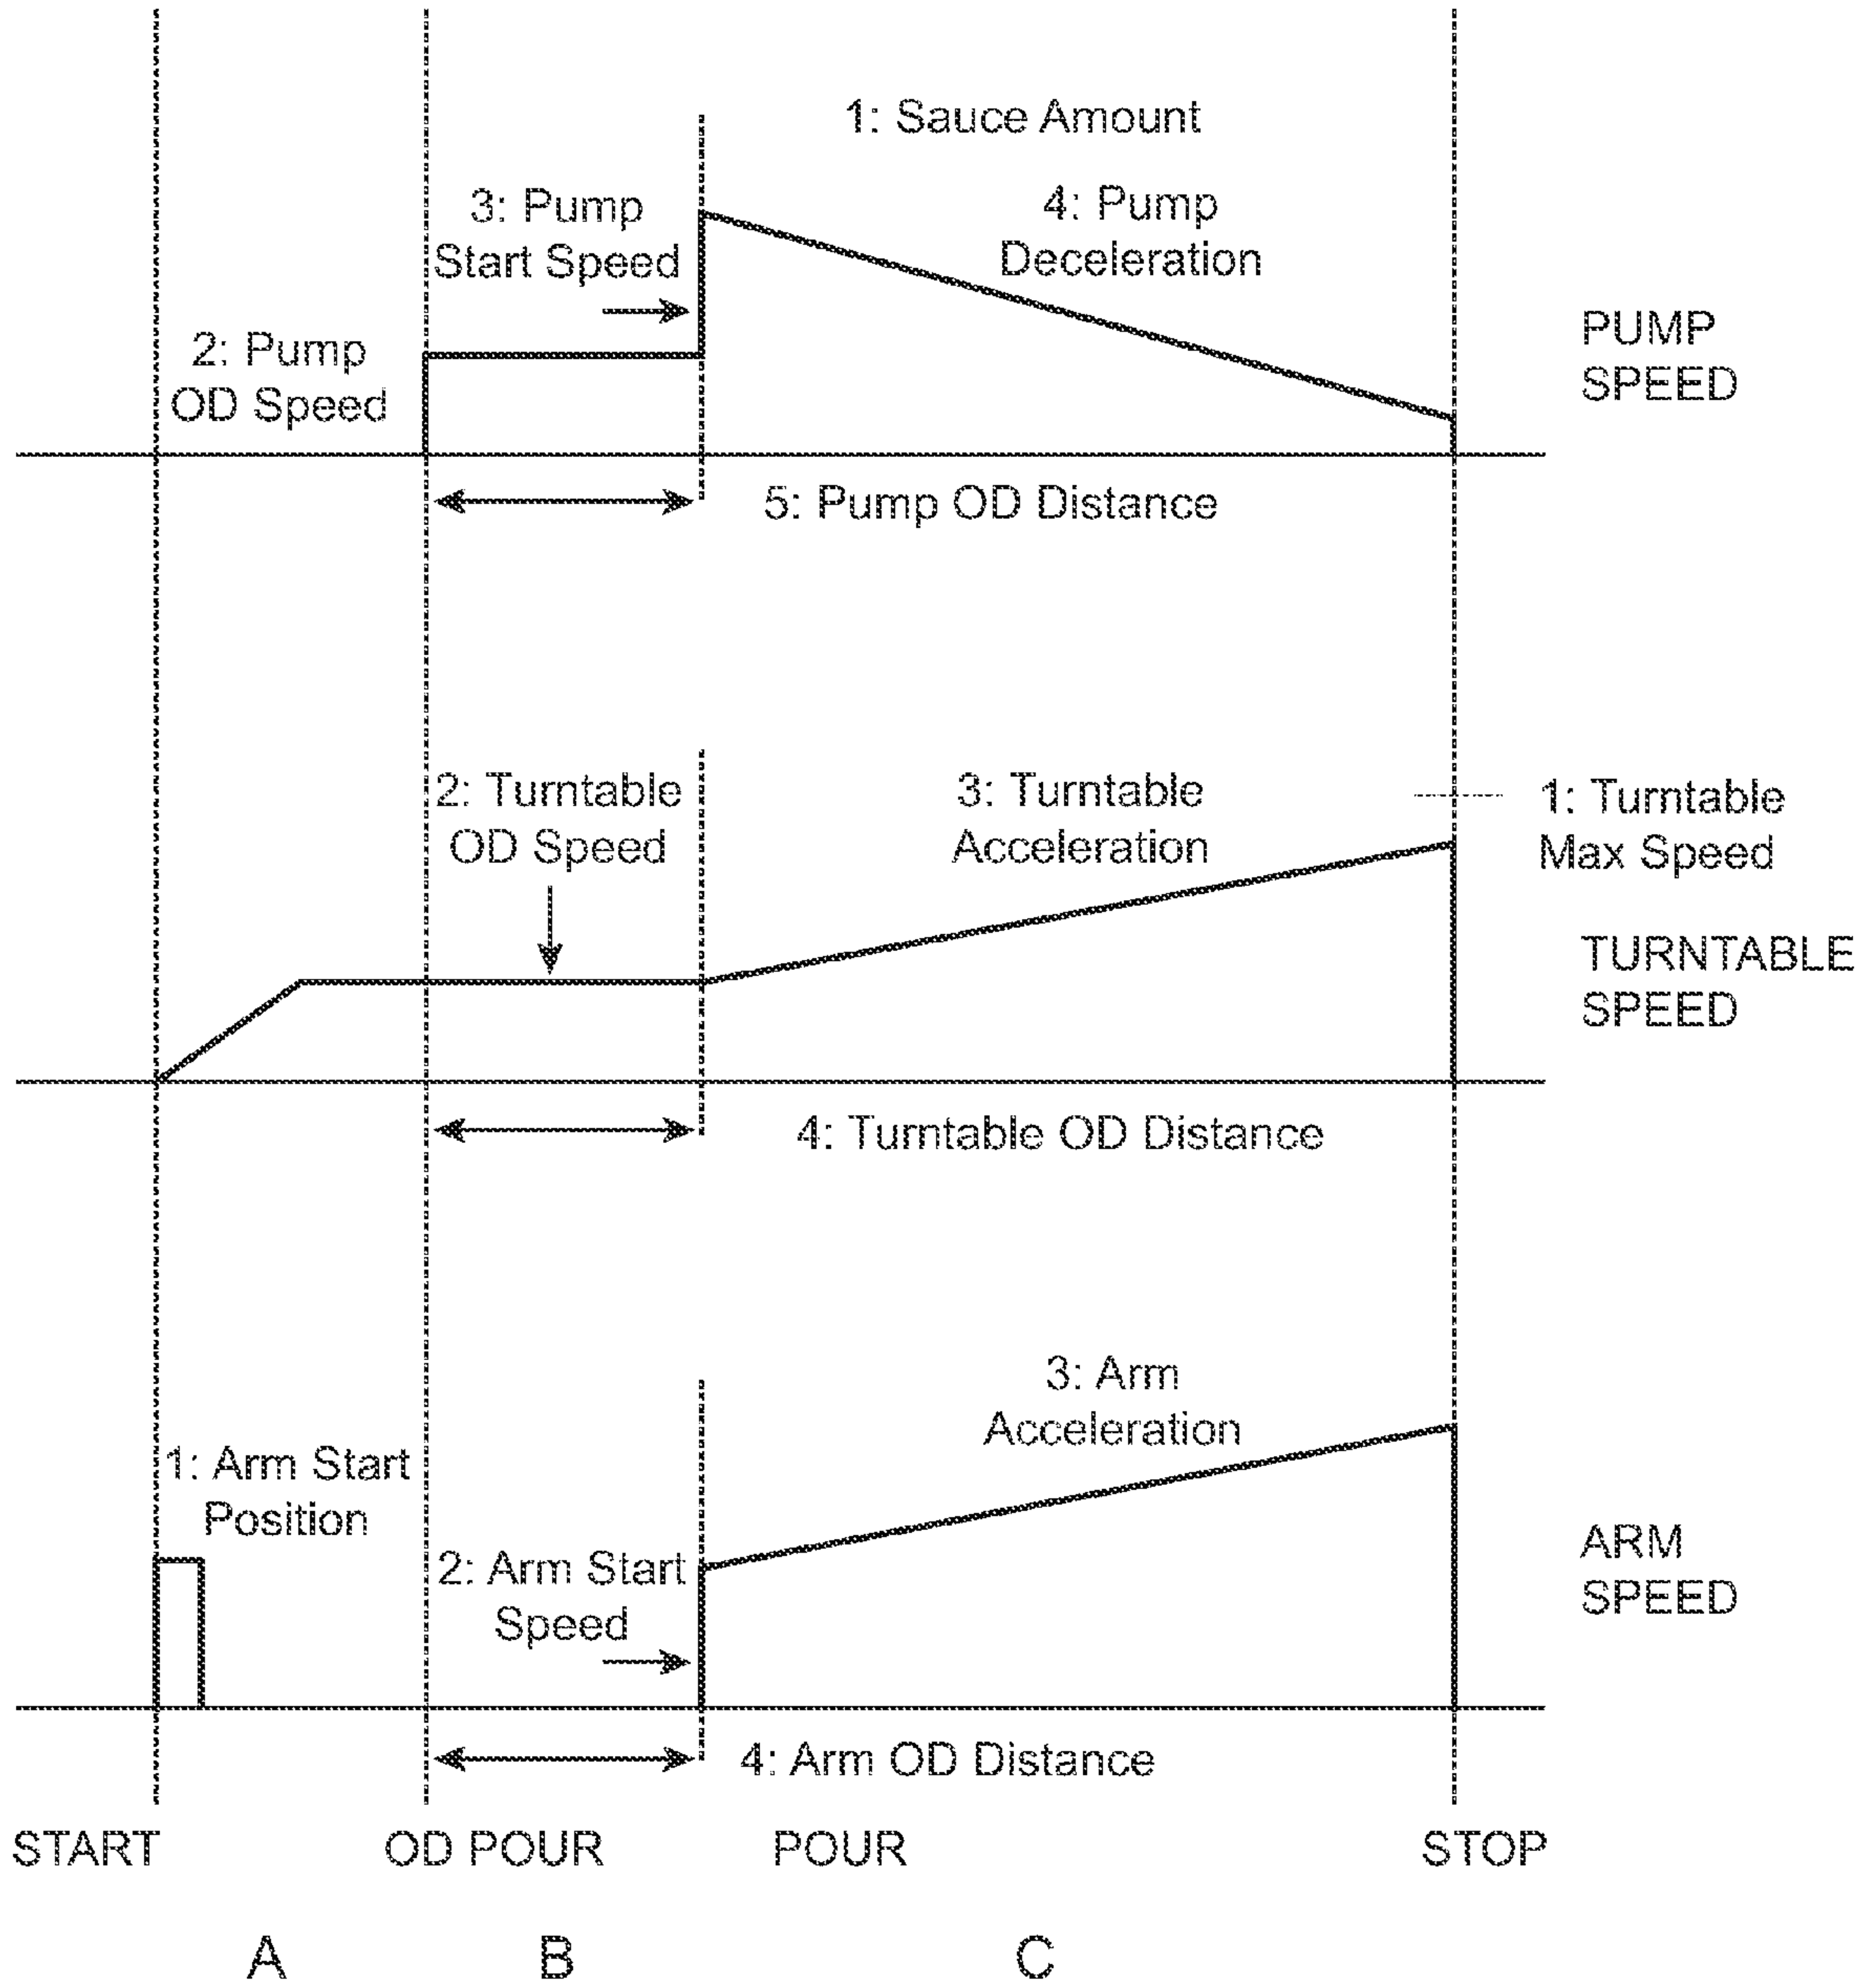 1: Sauce Amount
3: Pump
Start Speed
4: Pump
Deceleration
2: Pump
OD Speed
PUMP
SPEED
5: Pump OD Distance
2: Turntable
OD Speed
3: Turntable
Acceleration
1: Turntable
Max Speed
TURNTABLE
SPEED
4: Turntable OD Distance
3: Arm
Acceleration
1: Arm Start
Position
2: Arm Start
Speed
ARM
SPEED
4: Arm OD Distance
START
OD POUR
POUR
STOP
A
B
C